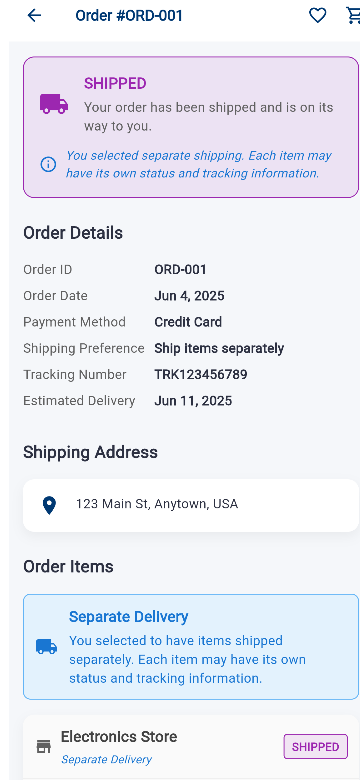 Order #ORD-001
SHIPPED
Your order has been shipped and is on its
way to you.
You selected separate shipping. Each item may
have its own status and tracking information.
Order Details
Order ID ORD-001
Order Date Jun 4, 2025
Payment Method Credit Card
Shipping Preference Ship items separately
Tracking Number TRK123456789
Estimated Delivery Jun 11, 2025
Shipping Address
123 Main St, Anytown, USA
Order Items
Separate Delivery
You selected to have items shipped
separately. Each item may have its own
status and tracking information.
Electronics Store
SHIPPED
Separate Delivery